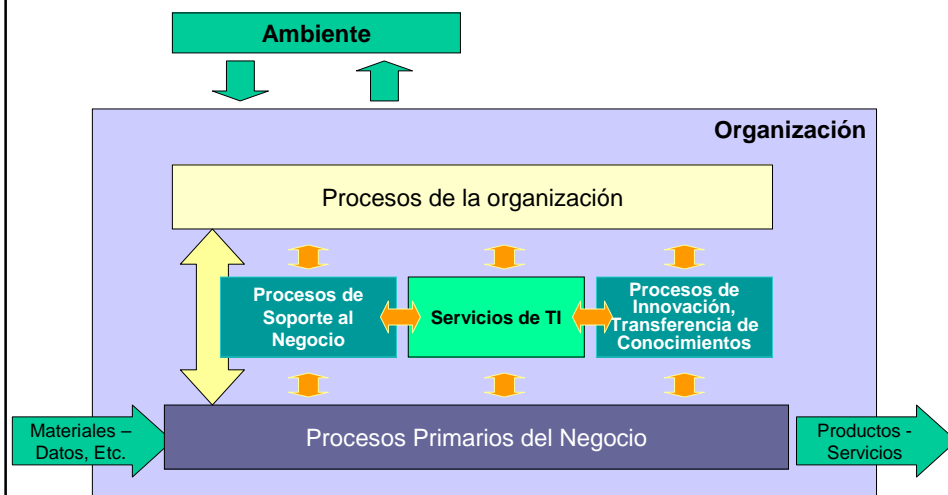 Ambiente
Organización
Procesos de la organización
Procesos de
Soporte al
Negocio
Servicios de TI
Procesos de
Innovación,
Transferencia de
Conocimientos
Materiales –
Datos, Etc.
Procesos Primarios del Negocio
Productos -
Servicios